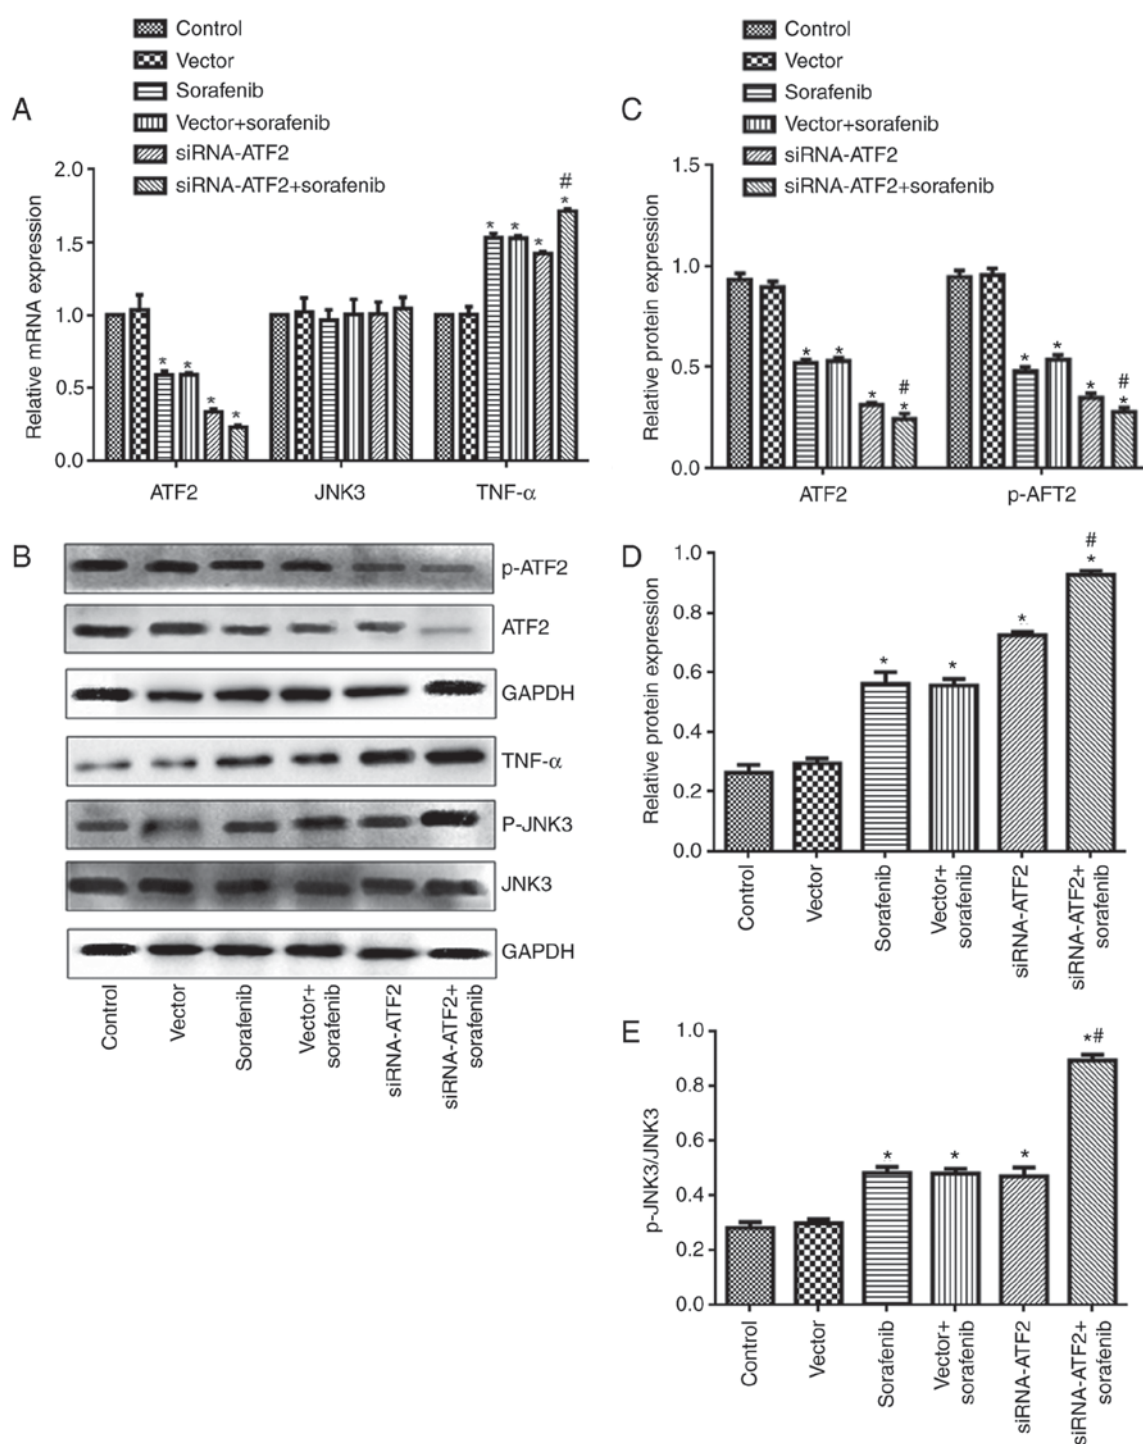 A
Control
Vector
Sorafenib
Vector+sorafenib
siRNA-ATF2
siRNA-ATF2+sorafenib
Relative mRNA expression
2.0
1.5
1.0
0.5
0.0
* * * *
* * * * #
ATF2 JNK3 TNF-α
C
Control
Vector
Sorafenib
Vector+sorafenib
siRNA-ATF2
siRNA-ATF2+sorafenib
Relative protein expression
1.5
1.0
0.5
0.0
* * * * #
* * * * #
ATF2 p-AFT2
B
p-ATF2
ATF2
GAPDH
TNF-α
P-JNK3
JNK3
GAPDH
Control
Vector
Sorafenib
Vector+
sorafenib
siRNA-ATF2
siRNA-ATF2+
sorafenib
D
Relative protein expression
1.0
0.8
0.6
0.4
0.2
0.0
* * * * #
Control
Vector
Sorafenib
Vector+
sorafenib
siRNA-ATF2
siRNA-ATF2+
sorafenib
E
p-JNK3/JNK3
1.0
0.8
0.6
0.4
0.2
0.0
* * * *#
Control
Vector
Sorafenib
Vector+
sorafenib
siRNA-ATF2
siRNA-ATF2+
sorafenib